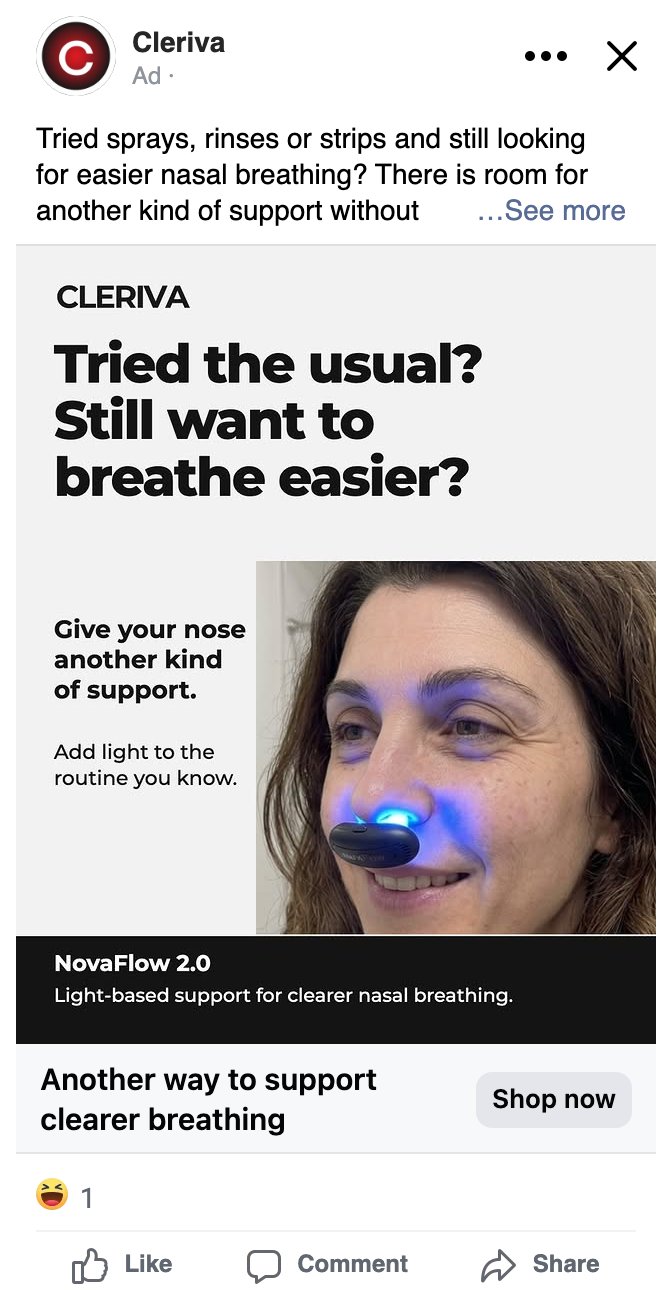 C
Cleriva
Ad ·
Tried sprays, rinses or strips and still looking
for easier nasal breathing? There is room for
another kind of support without ...See more
CLERIVA
Tried the usual?
Still want to
breathe easier?
Give your nose
another kind
of support.
Add light to the
routine you know.
NovaFlow 2.0
Light-based support for clearer nasal breathing.
Another way to support
clearer breathing
Shop now
1
Like Comment Share